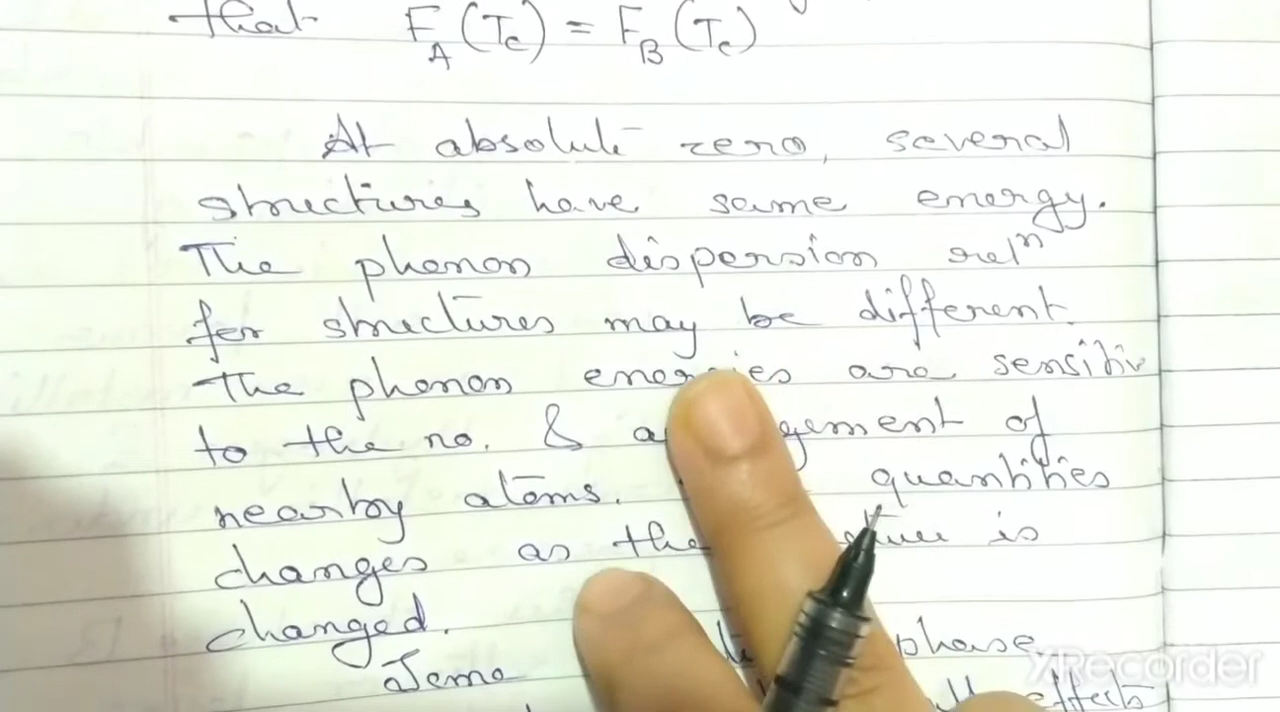 that F_A(T_c) = F_B(T_c)
At absolute zero, several
structures have same energy.
The phonon dispersion relⁿ
for structures may be different.
The phonon energies are sensitiv
to the no. & a gement of
nearby atoms. quantities
changes as the is
changed.
Some phase
effects
XRecorder